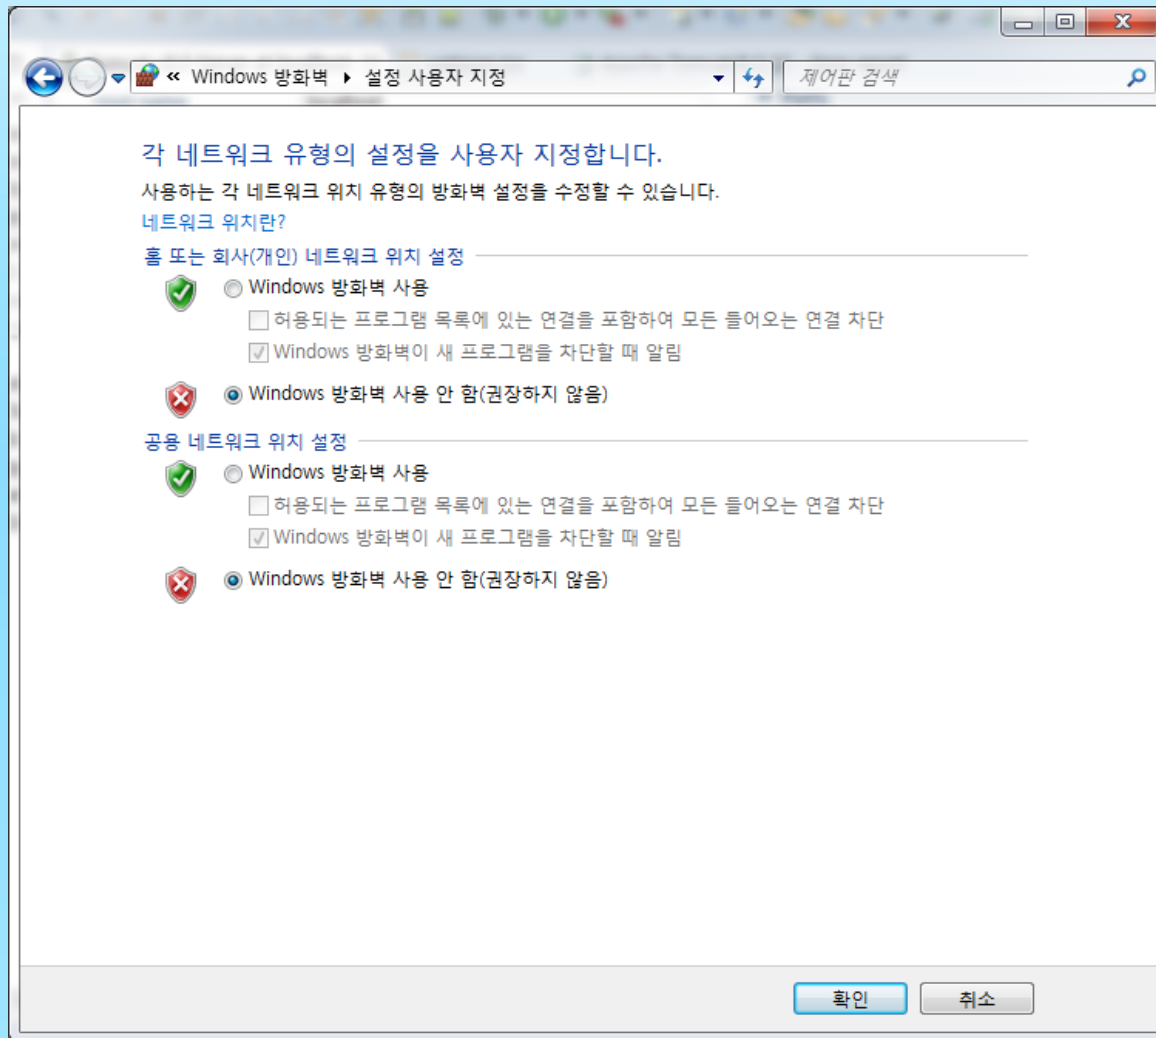 « Windows 방화벽 ▸ 설정 사용자 지정
제어판 검색
각 네트워크 유형의 설정을 사용자 지정합니다.
사용하는 각 네트워크 위치 유형의 방화벽 설정을 수정할 수 있습니다.
네트워크 위치란?
홈 또는 회사(개인) 네트워크 위치 설정
Windows 방화벽 사용
허용되는 프로그램 목록에 있는 연결을 포함하여 모든 들어오는 연결 차단
Windows 방화벽이 새 프로그램을 차단할 때 알림
Windows 방화벽 사용 안 함(권장하지 않음)
공용 네트워크 위치 설정
Windows 방화벽 사용
허용되는 프로그램 목록에 있는 연결을 포함하여 모든 들어오는 연결 차단
Windows 방화벽이 새 프로그램을 차단할 때 알림
Windows 방화벽 사용 안 함(권장하지 않음)
확인
취소